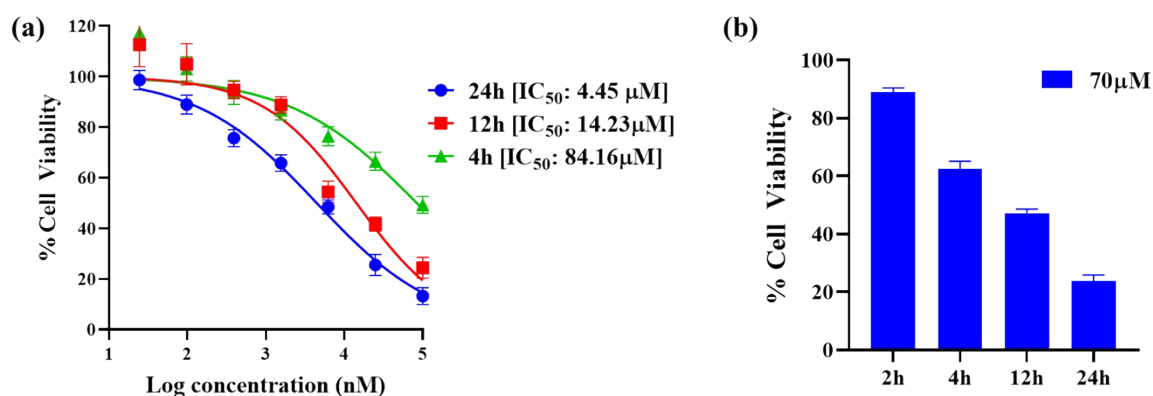 (a)
120
100
80
60
40
20
0
% Cell Viability
1 2 3 4 5
Log concentration (nM)
24h [IC₅₀: 4.45 μM]
12h [IC₅₀: 14.23μM]
4h [IC₅₀: 84.16μM]
(b)
100
80
60
40
20
0
% Cell Viability
2h 4h 12h 24h
70μM